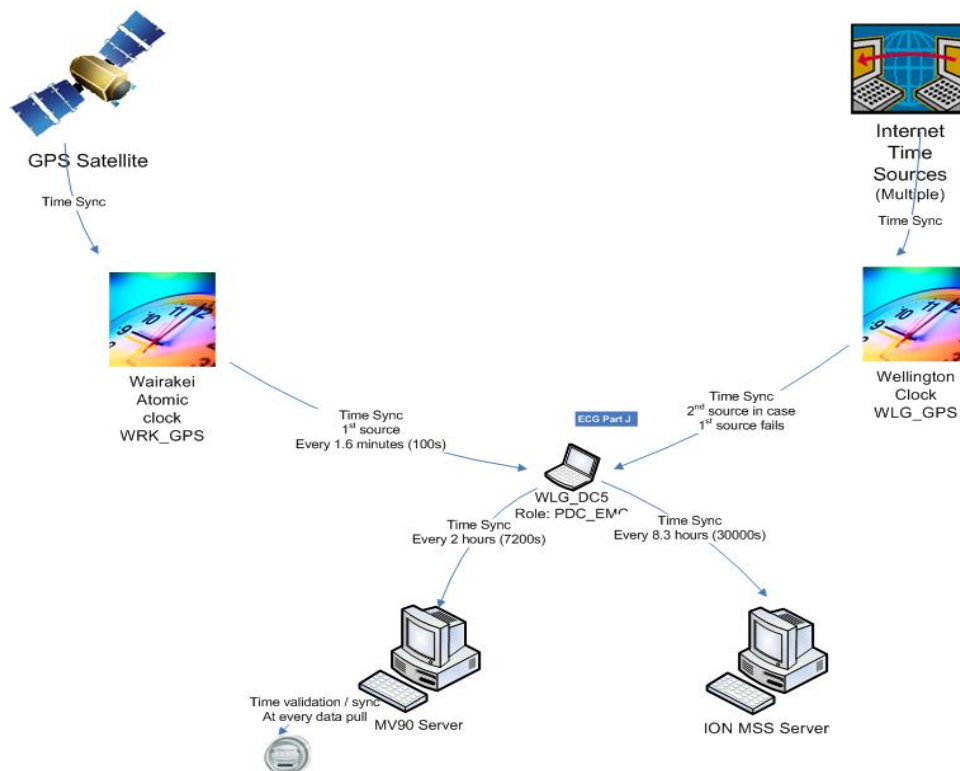 GPS Satellite
Time Sync
Internet
Time
Sources
(Multiple)
Time Sync
Wairakei
Atomic
clock
WRK_GPS
Wellington
Clock
WLG_GPS
Time Sync
1st source
Every 1.6 minutes (100s)
ECG Part J
Time Sync
2nd source in case
1st source fails
WLG_DC5
Role: PDC_EMC
Time Sync
Every 2 hours (7200s)
Time Sync
Every 8.3 hours (30000s)
Time validation / sync
At every data pull
MV90 Server
ION MSS Server